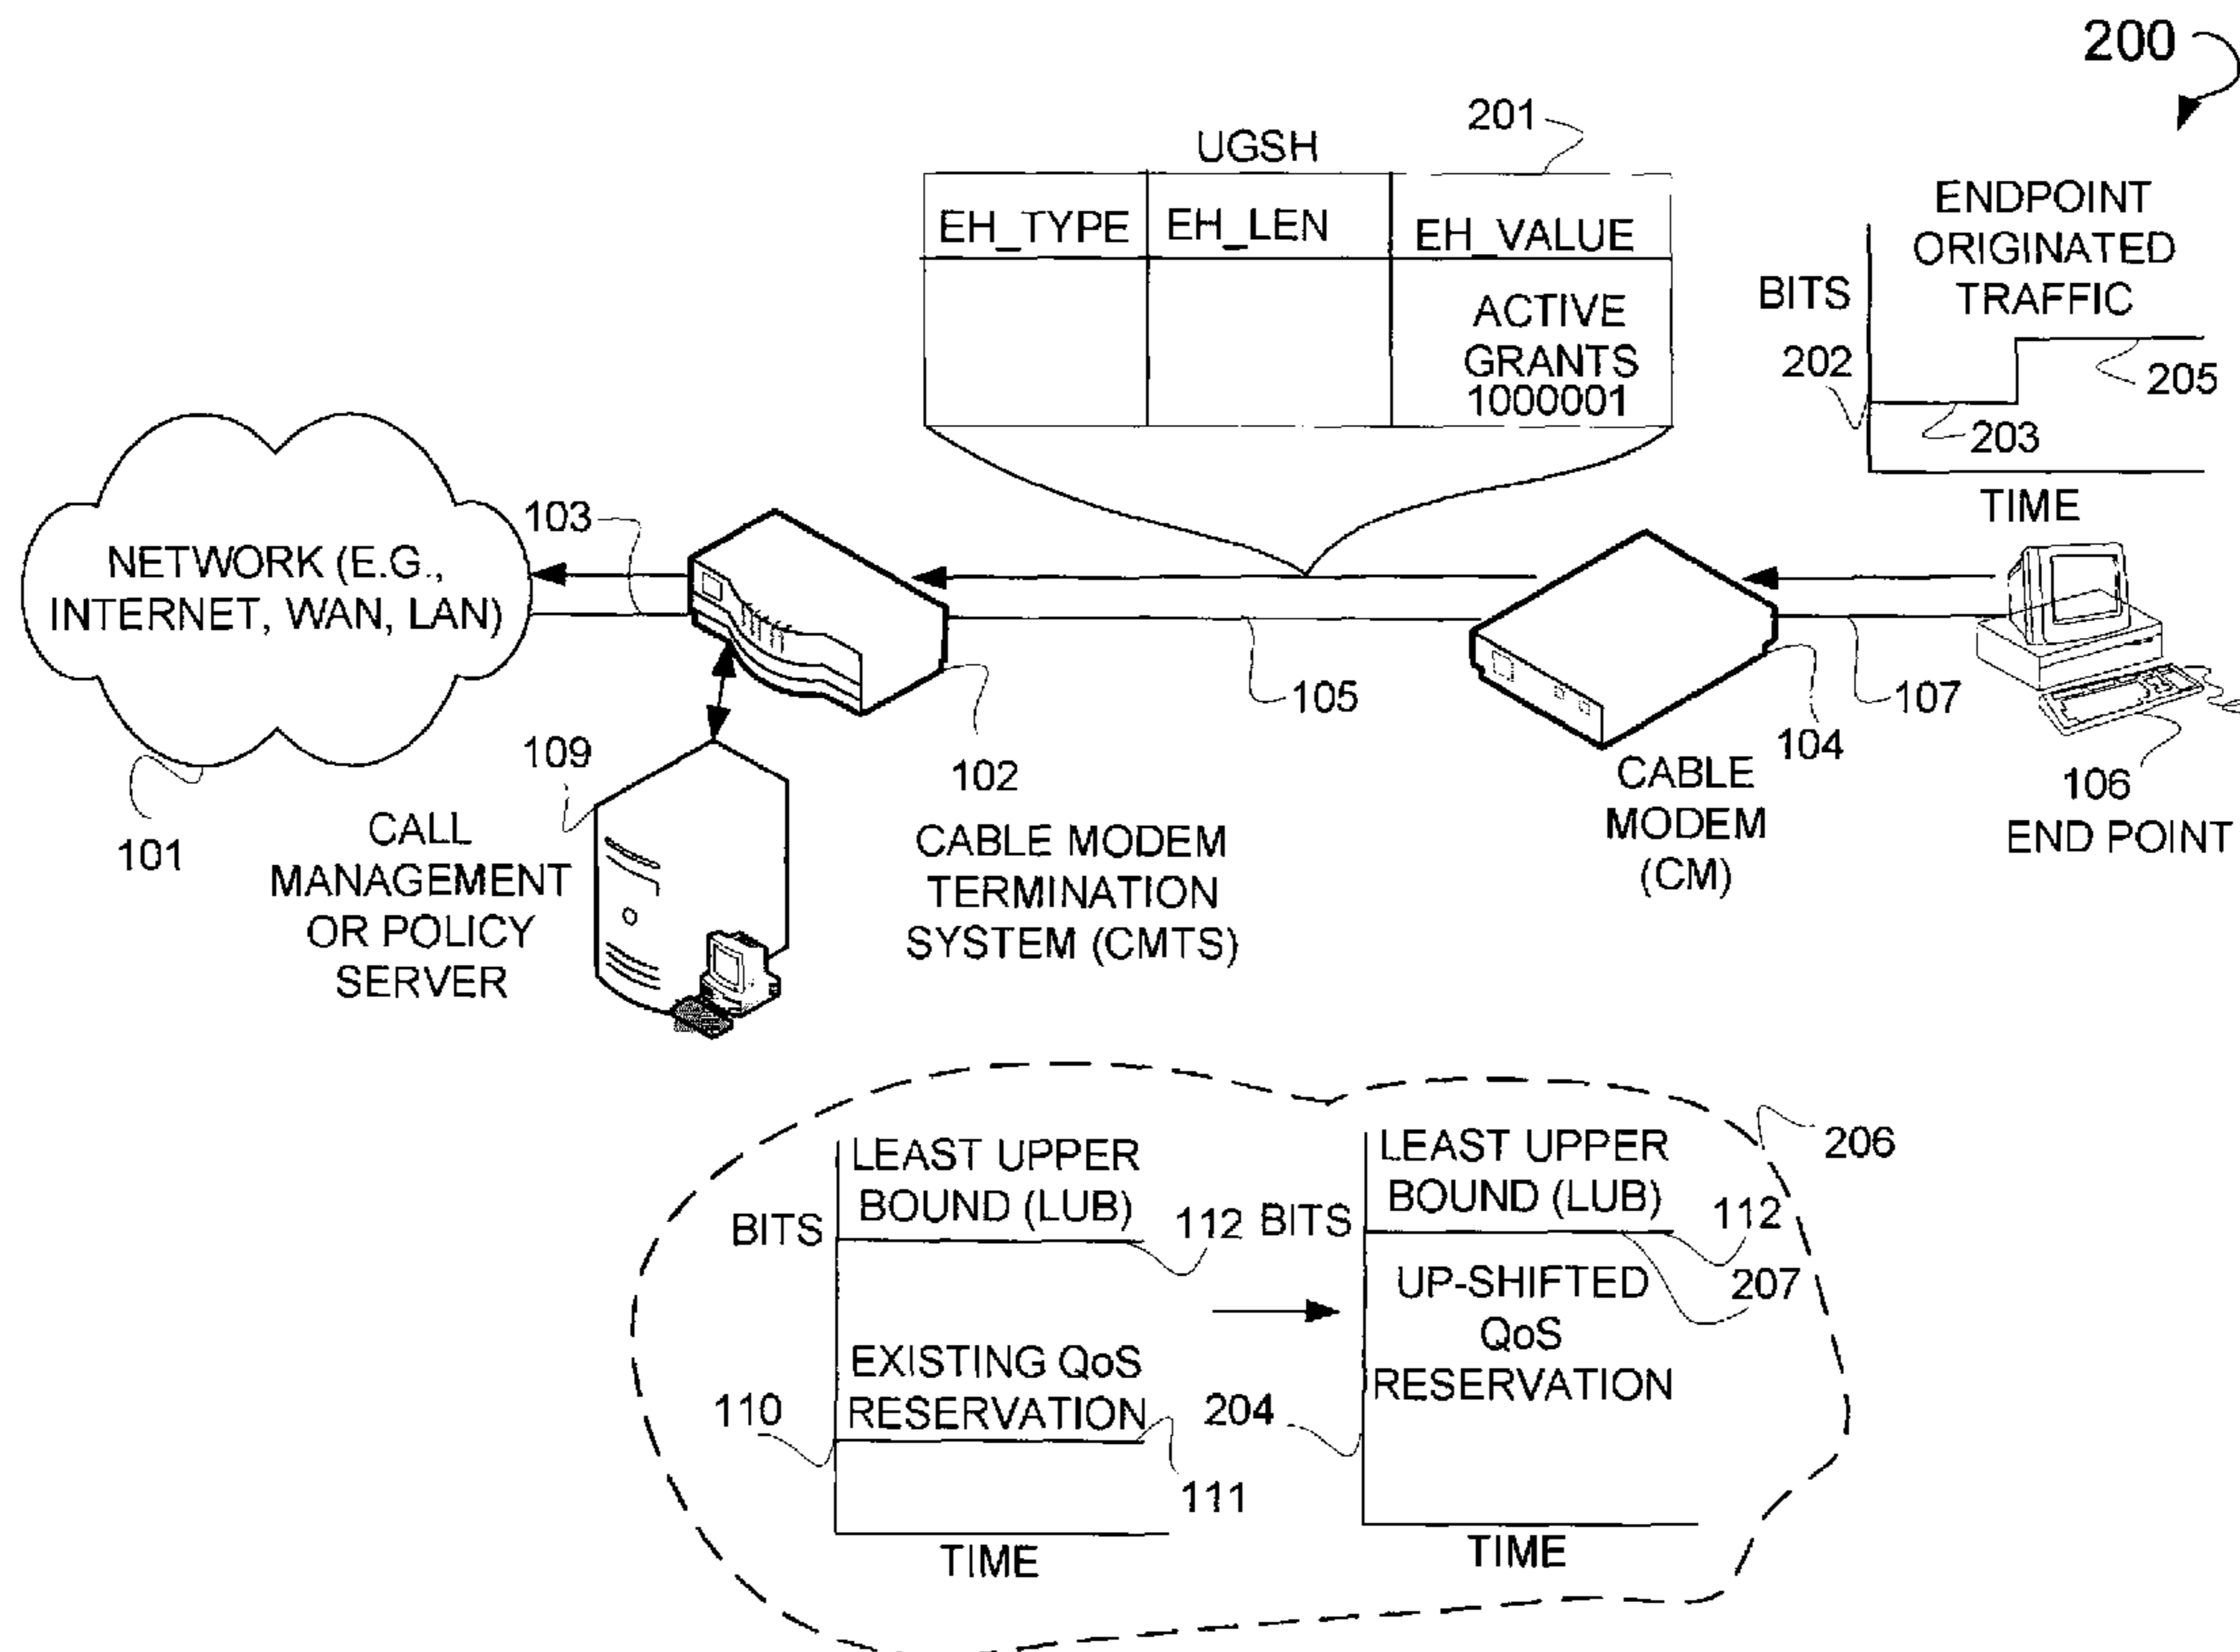 200
201
UGSH
EH_TYPE EH_LEN EH_VALUE
ACTIVE
GRANTS
1000001
ENDPOINT
ORIGINATED
TRAFFIC
BITS
202
205
203
TIME
103
NETWORK (E.G.,
INTERNET, WAN, LAN)
101
105
107
109
CALL
MANAGEMENT
OR POLICY
SERVER
102
CABLE MODEM
TERMINATION
SYSTEM (CMTS)
104
CABLE
MODEM
(CM)
106
END POINT
206
LEAST UPPER
BOUND (LUB)
BITS
112
EXISTING QoS
RESERVATION
110
111
TIME
LEAST UPPER
BOUND (LUB)
BITS
112
207
UP-SHIFTED
QoS
RESERVATION
204
TIME